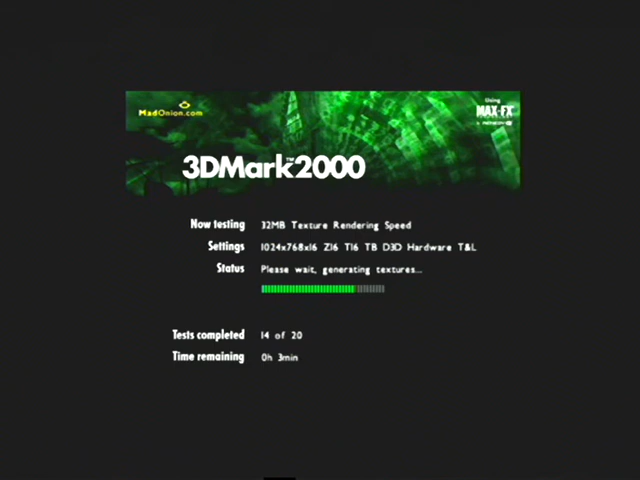 MadOnion.com
Using
MAX-FX
3DMark2000
Now testing 32MB Texture Rendering Speed
Settings 1024x768x16 Z16 T16 TB D3D Hardware T&L
Status Please wait, generating textures...
Tests completed 14 of 20
Time remaining 0h 3min